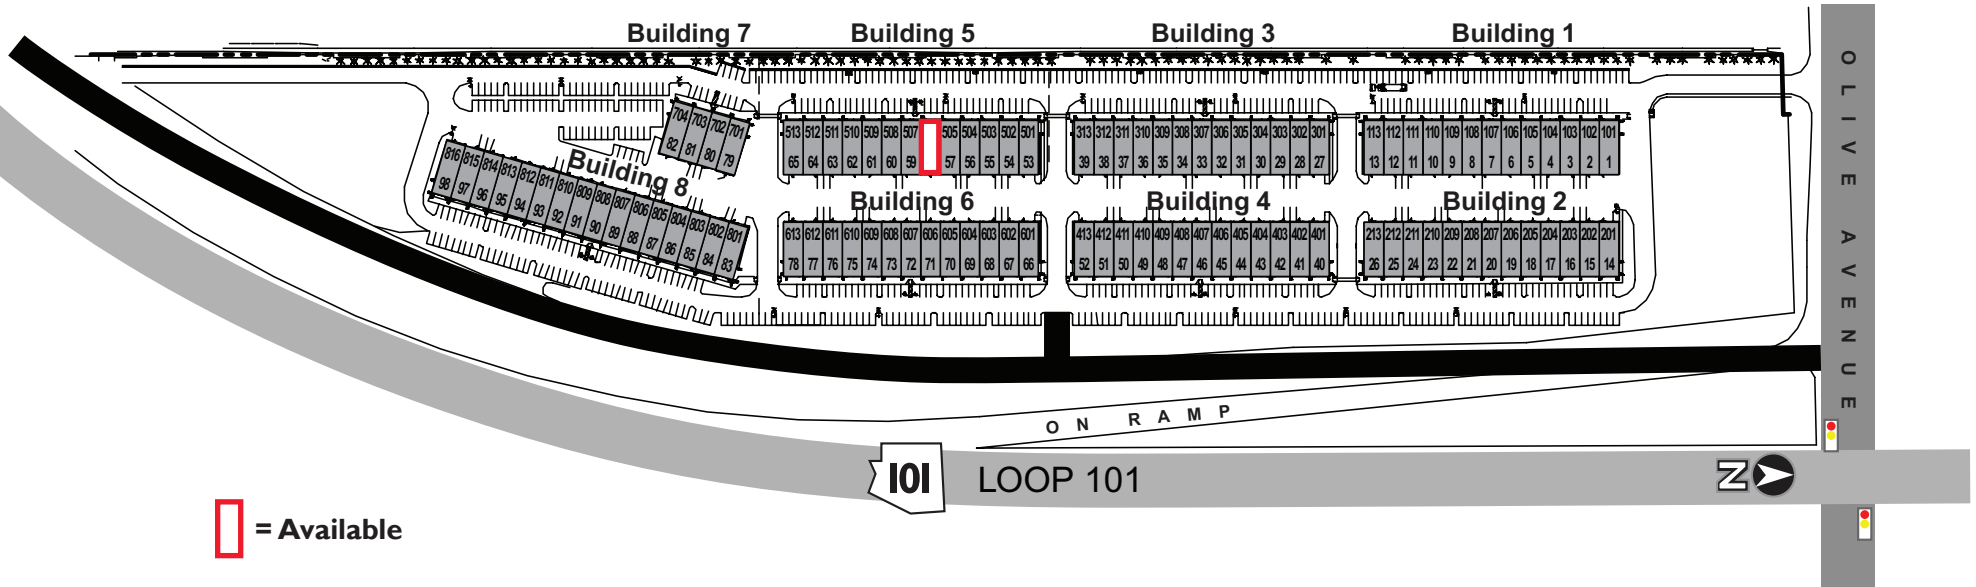 Building 7 Building 5 Building 3 Building 1
704 703 702 701
82 81 80 79
513 512 511 510 509 508 507 505 504 503 502 501
65 64 63 62 61 60 59 57 56 55 54 53
313 312 311 310 309 308 307 306 305 304 303 302 301
39 38 37 36 35 34 33 32 31 30 29 28 27
113 112 111 110 109 108 107 106 105 104 103 102 101
13 12 11 10 9 8 7 6 5 4 3 2 1
Building 8
816 815 814 813 812 811 810 809 808 807 806 805 804 803 802 801
98 97 96 95 94 93 92 91 90 89 88 87 86 85 84 83
Building 6 Building 4 Building 2
613 612 611 610 609 608 607 606 605 604 603 602 601
78 77 76 75 74 73 72 71 70 69 68 67 66
413 412 411 410 409 408 407 406 405 404 403 402 401
52 51 50 49 48 47 46 45 44 43 42 41 40
213 212 211 210 209 208 207 206 205 204 203 202 201
26 25 24 23 22 21 20 19 18 17 16 15 14
OLIVE AVENUE
ON RAMP
101 LOOP 101
N
= Available